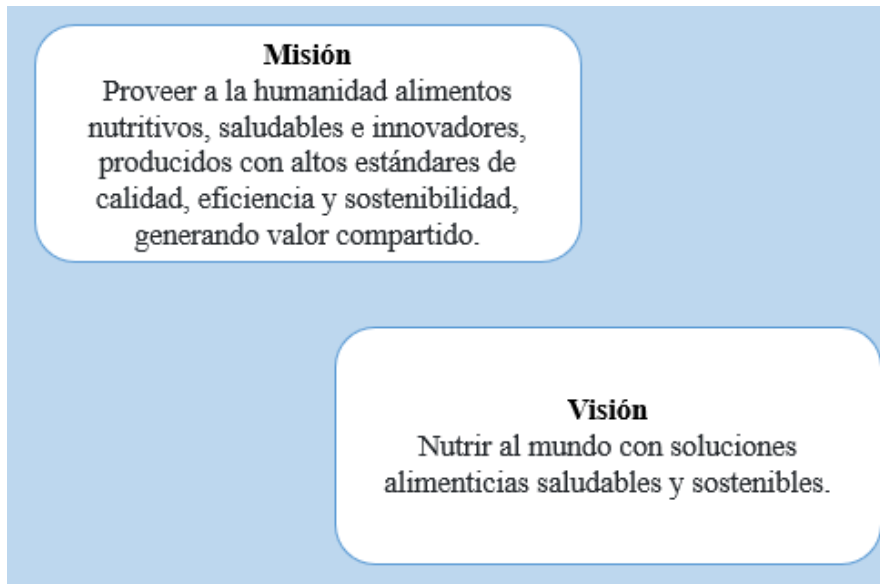 Misión
Proveer a la humanidad alimentos
nutritivos, saludables e innovadores,
producidos con altos estándares de
calidad, eficiencia y sostenibilidad,
generando valor compartido.
Visión
Nutrir al mundo con soluciones
alimenticias saludables y sostenibles.